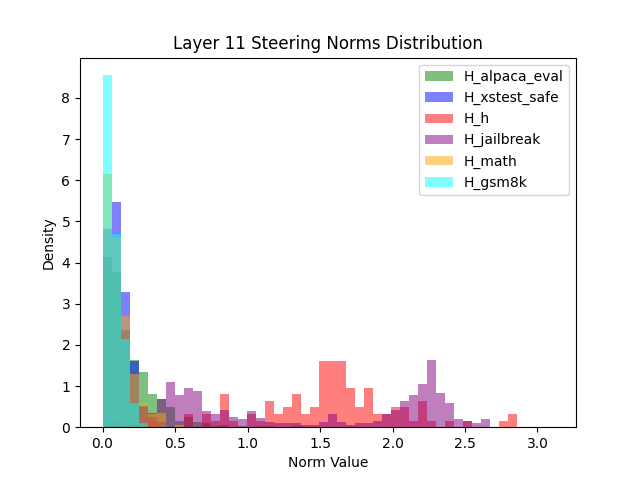 Layer 11 Steering Norms Distribution
H_alpaca_eval
H_xstest_safe
H_h
H_jailbreak
H_math
H_gsm8k
Density
8
7
6
5
4
3
2
1
0
0.0 0.5 1.0 1.5 2.0 2.5 3.0
Norm Value